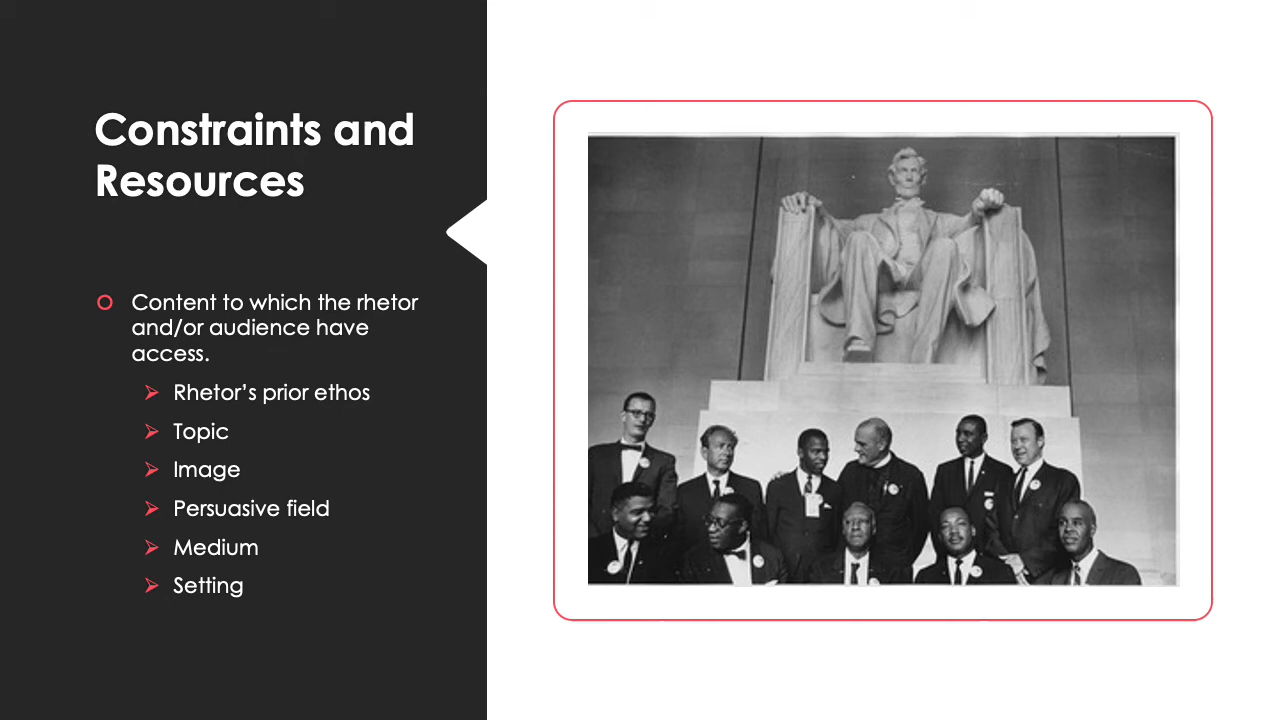 Constraints and
Resources
Content to which the rhetor
and/or audience have
access.
Rhetor’s prior ethos
Topic
Image
Persuasive field
Medium
Setting